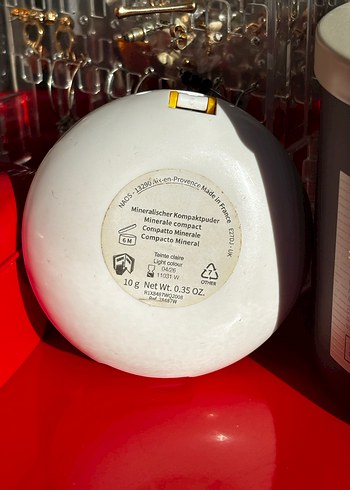 NAOS - 13290 Aix-en-Provence Made in France
Mineralischer Kompaktpuder
Minerale compact
Compatto Minerale
Compacto Mineral
6 M
Teinte claire
Light colour
04/26
11031 W
OTHER
10 g Net Wt. 0.35 OZ.